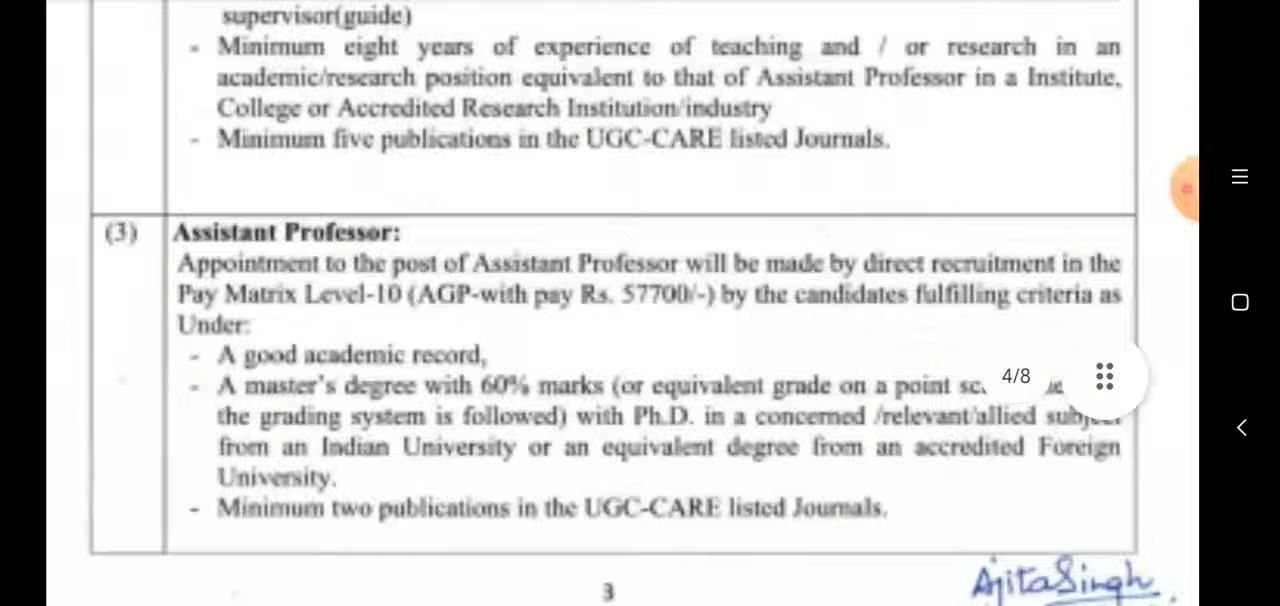 supervisor(guide)
- Minimum eight years of experience of teaching and / or research in an
academic/research position equivalent to that of Assistant Professor in a Institute,
College or Accredited Research Institution/industry
- Minimum five publications in the UGC-CARE listed Journals.
(3) Assistant Professor:
Appointment to the post of Assistant Professor will be made by direct recruitment in the
Pay Matrix Level-10 (AGP-with pay Rs. 57700/-) by the candidates fulfilling criteria as
Under:
- A good academic record,
- A master's degree with 60% marks (or equivalent grade on a point
4/8
the grading system is followed) with Ph.D. in a concerned /relevant/allied subject
from an Indian University or an equivalent degree from an accredited Foreign
University.
- Minimum two publications in the UGC-CARE listed Journals.
3
AjitaSingh